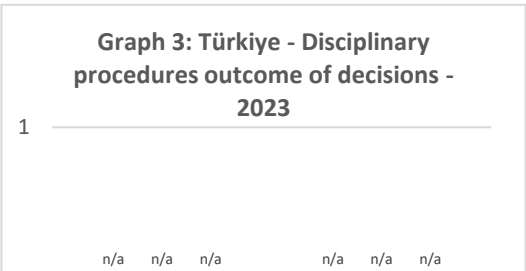 Graph 3: Türkiye - Disciplinary
procedures outcome of decisions -
2023
1
n/a n/a n/a n/a n/a n/a